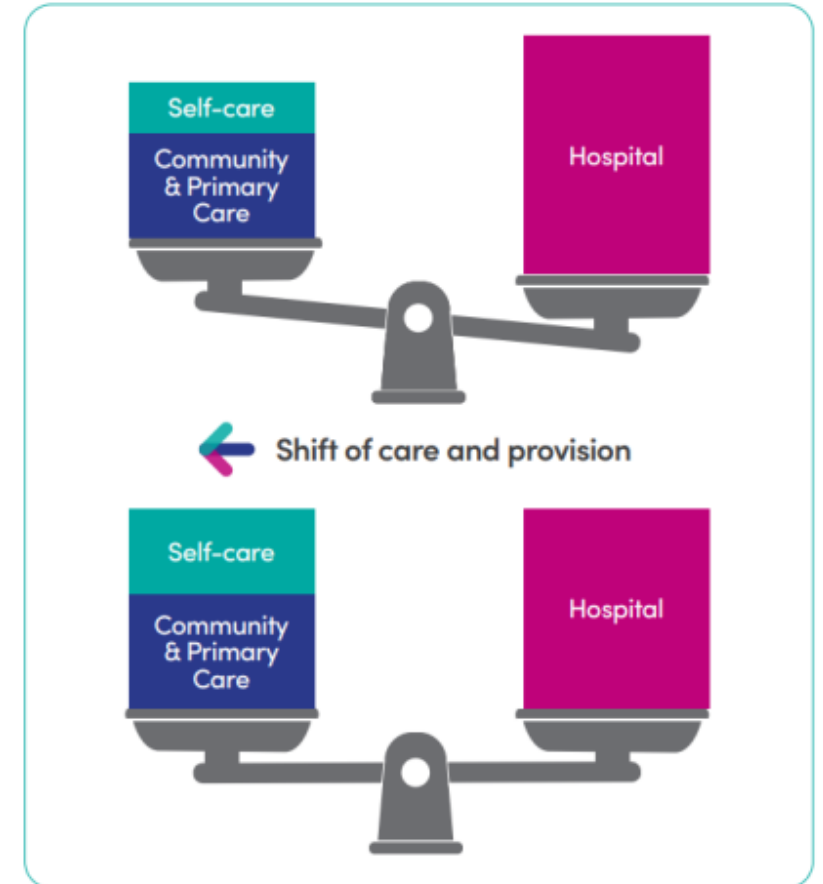 Self-care
Community
& Primary
Care
Hospital
Shift of care and provision
Self-care
Community
& Primary
Care
Hospital